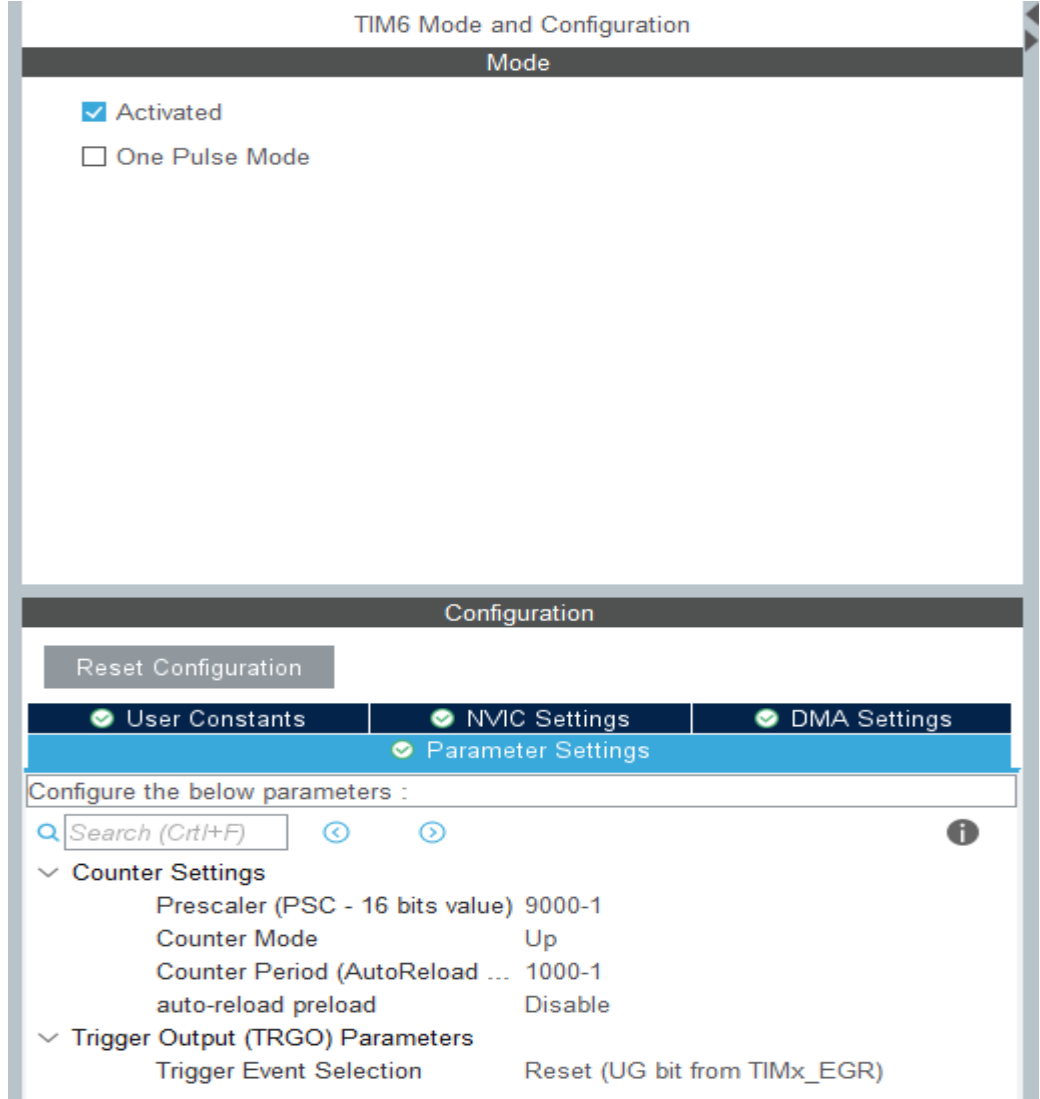 TIM6 Mode and Configuration
Mode
Activated
One Pulse Mode
Configuration
Reset Configuration
User Constants NVIC Settings DMA Settings
Parameter Settings
Configure the below parameters :
Search (Crtl+F)
Counter Settings
Prescaler (PSC - 16 bits value) 9000-1
Counter Mode Up
Counter Period (AutoReload ... 1000-1
auto-reload preload Disable
Trigger Output (TRGO) Parameters
Trigger Event Selection Reset (UG bit from TIMx_EGR)